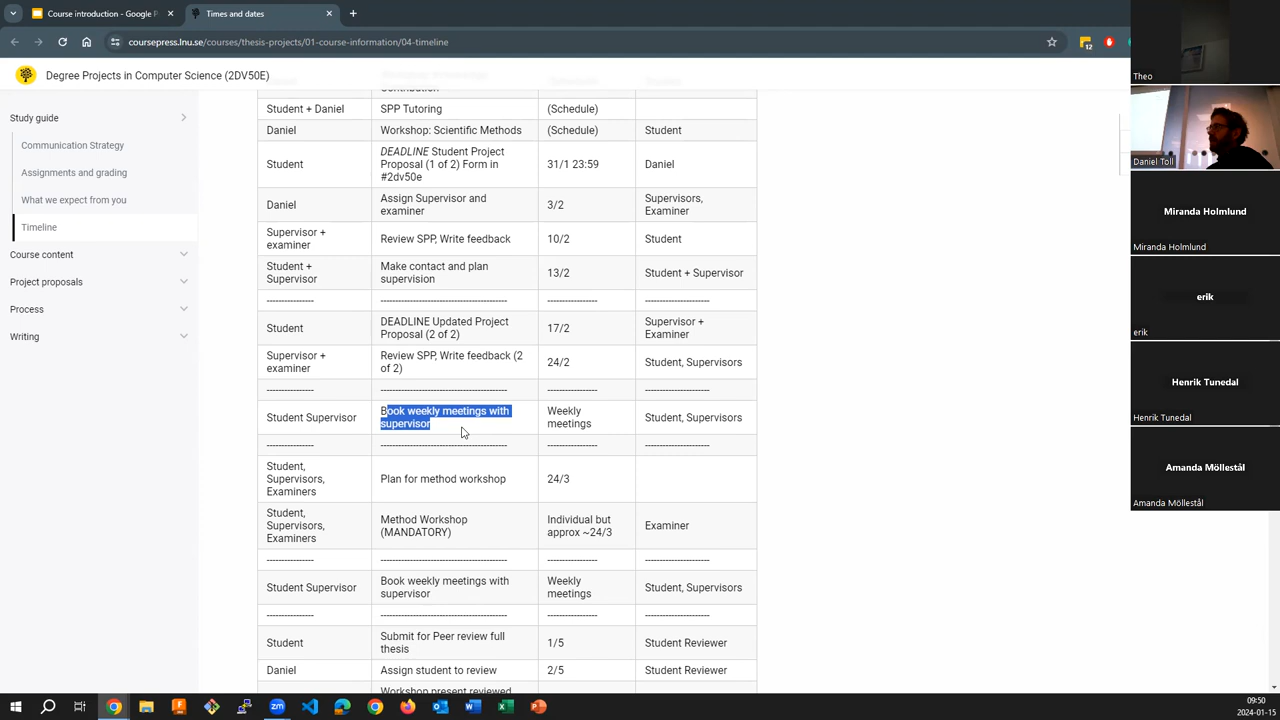 Course introduction - Google P
Times and dates
coursepress.lnu.se/courses/thesis-projects/01-course-information/04-timeline
12
Degree Projects in Computer Science (2DV50E)
Study guide
Communication Strategy
Assignments and grading
What we expect from you
Timeline
Course content
Project proposals
Process
Writing
Contribution
Student + Daniel
SPP Tutoring
(Schedule)
Daniel
Workshop: Scientific Methods
(Schedule)
Student
Student
DEADLINE Student Project
Proposal (1 of 2) Form in
#2dv50e
31/1 23:59
Daniel
Daniel
Assign Supervisor and
examiner
3/2
Supervisors,
Examiner
Supervisor +
examiner
Review SPP, Write feedback
10/2
Student
Student +
Supervisor
Make contact and plan
supervision
13/2
Student + Supervisor
----------------
------------------------------------------
----------------
---------------------
Student
DEADLINE Updated Project
Proposal (2 of 2)
17/2
Supervisor +
Examiner
Supervisor +
examiner
Review SPP, Write feedback (2
of 2)
24/2
Student, Supervisors
----------------
------------------------------------------
----------------
---------------------
Student Supervisor
Book weekly meetings with
supervisor
Weekly
meetings
Student, Supervisors
----------------
------------------------------------------
----------------
---------------------
Student,
Supervisors,
Examiners
Plan for method workshop
24/3
Student,
Supervisors,
Examiners
Method Workshop
(MANDATORY)
Individual but
approx ~24/3
Examiner
----------------
------------------------------------------
----------------
---------------------
Student Supervisor
Book weekly meetings with
supervisor
Weekly
meetings
Student, Supervisors
----------------
------------------------------------------
----------------
---------------------
Student
Submit for Peer review full
thesis
1/5
Student Reviewer
Daniel
Assign student to review
2/5
Student Reviewer
Workshop present reviewed
Theo
Daniel Toll
Miranda Holmlund
Miranda Holmlund
erik
erik
Henrik Tunedal
Henrik Tunedal
Amanda Möllestål
Amanda Möllestål
09:50
2024-01-15